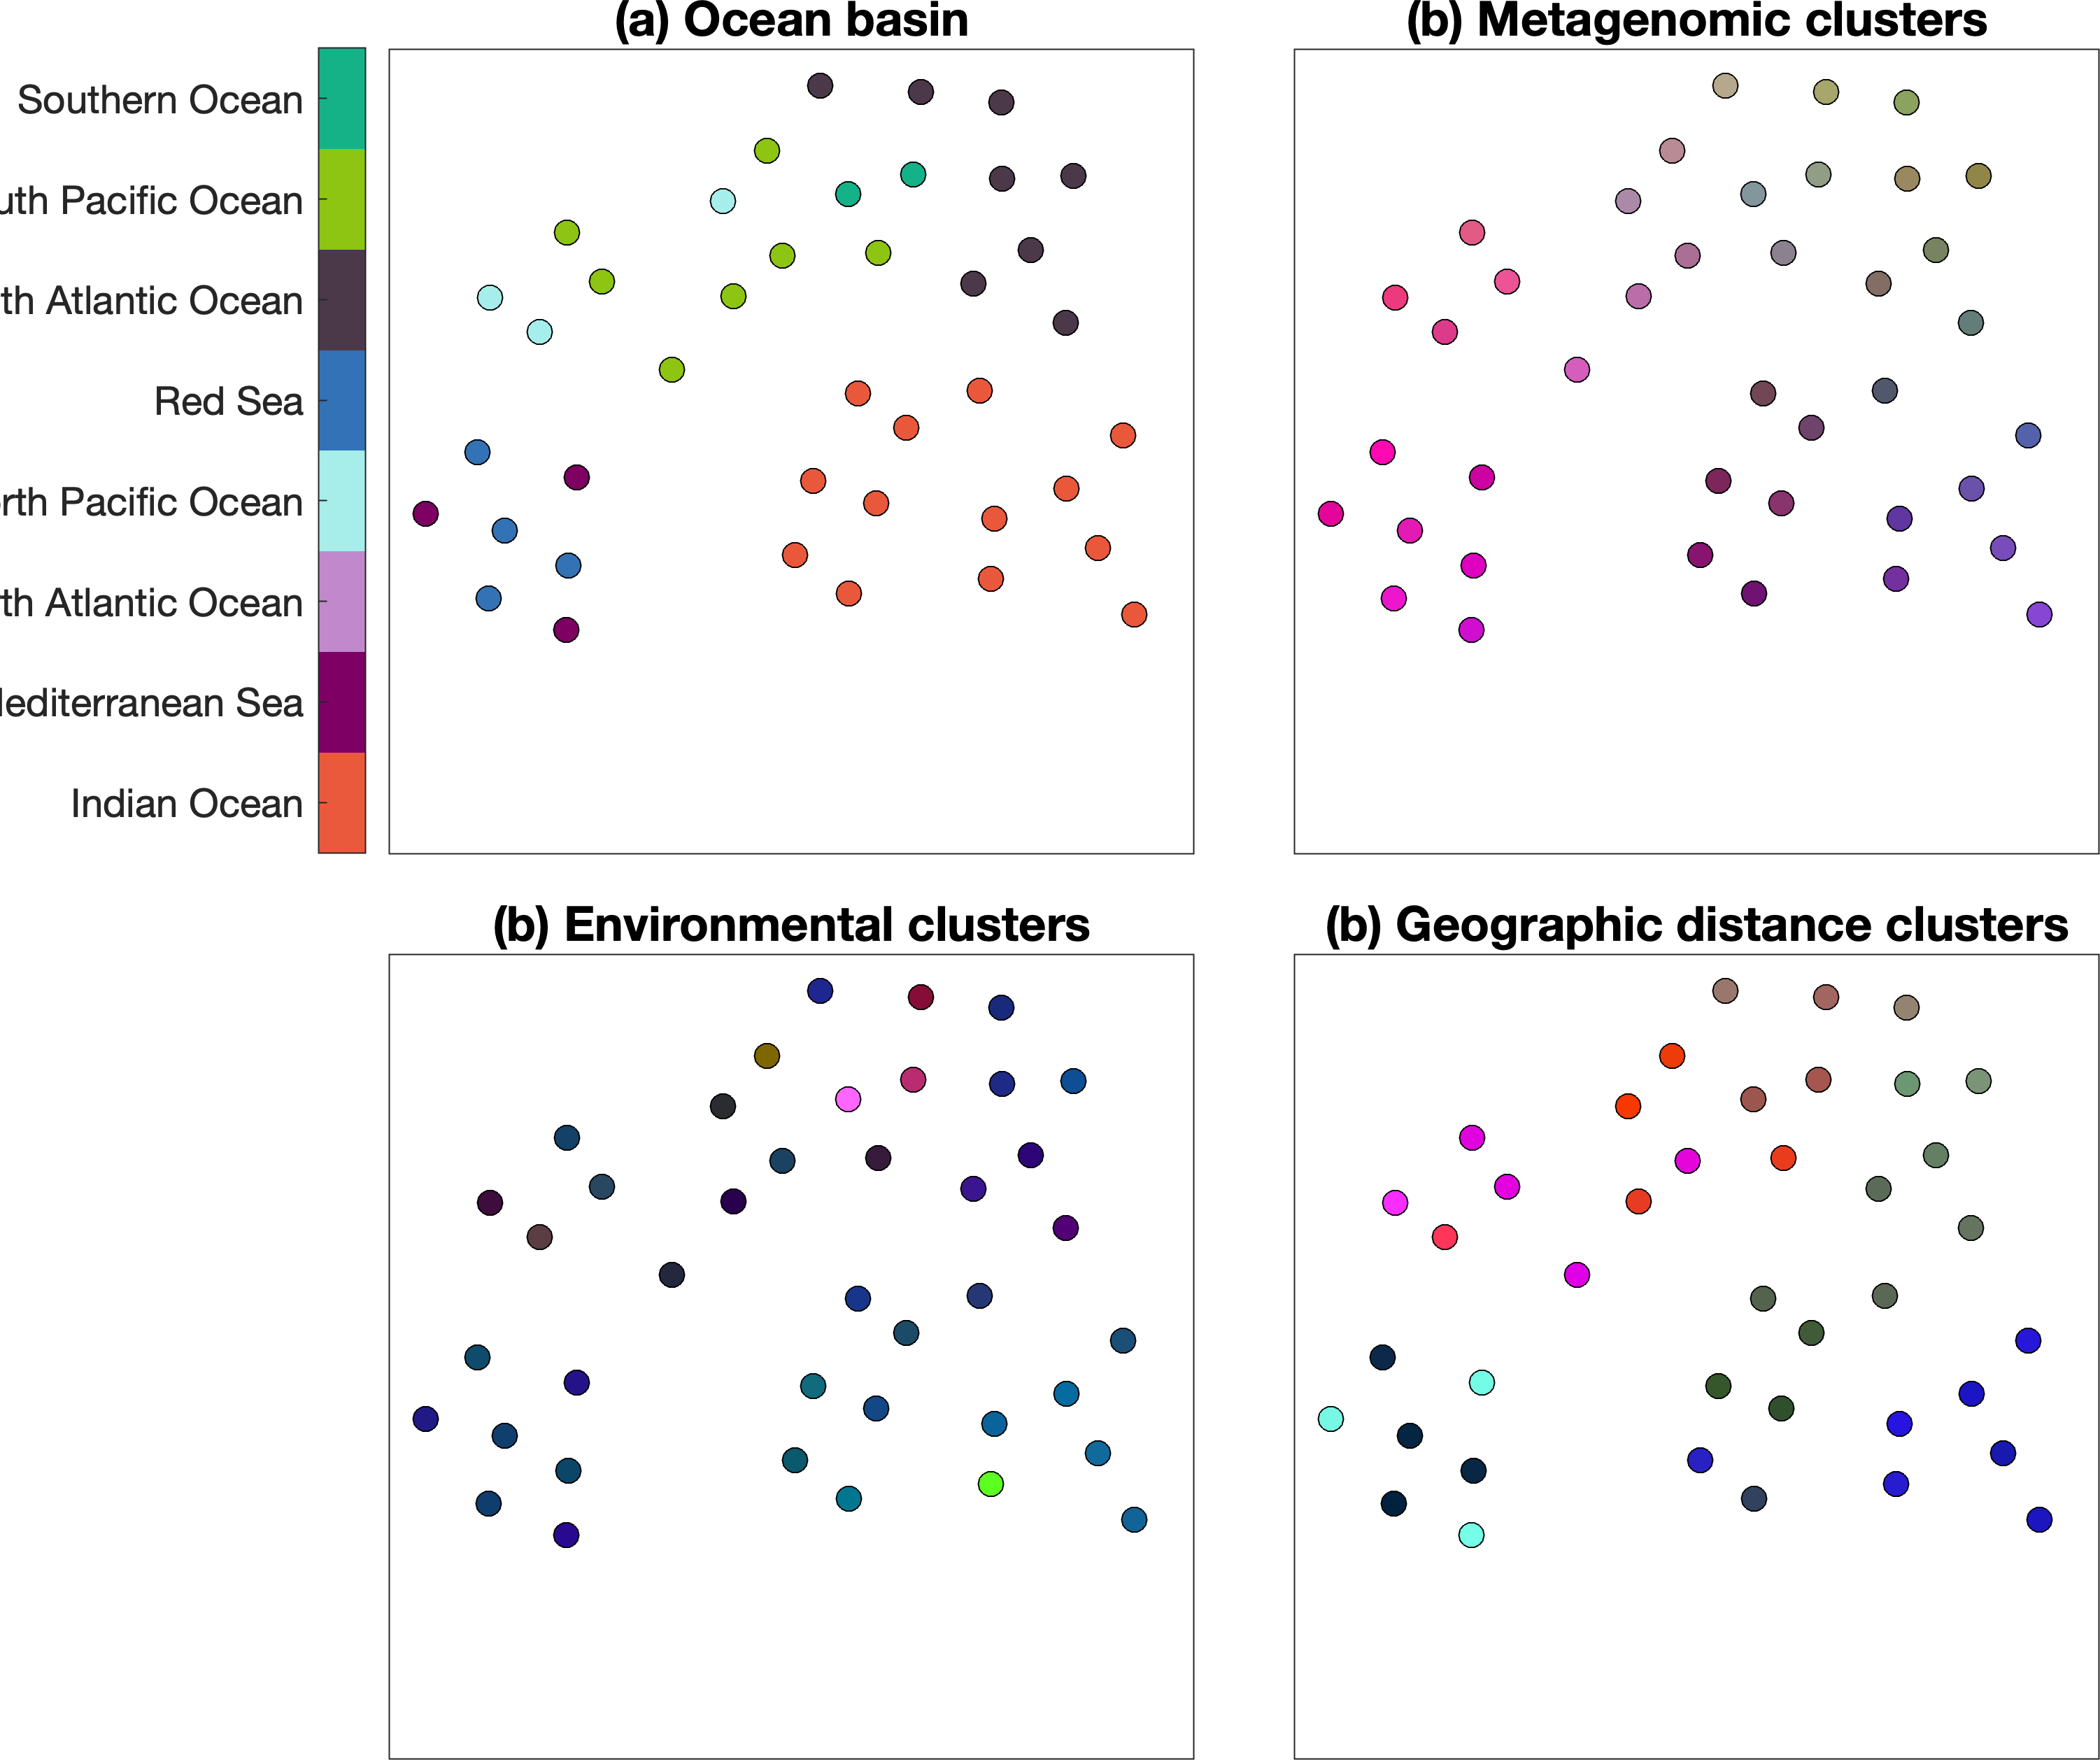 (a) Ocean basin
(b) Metagenomic clusters
Southern Ocean
uth Pacific Ocean
th Atlantic Ocean
Red Sea
rth Pacific Ocean
th Atlantic Ocean
lediterranean Sea
Indian Ocean
(b) Environmental clusters
(b) Geographic distance clusters